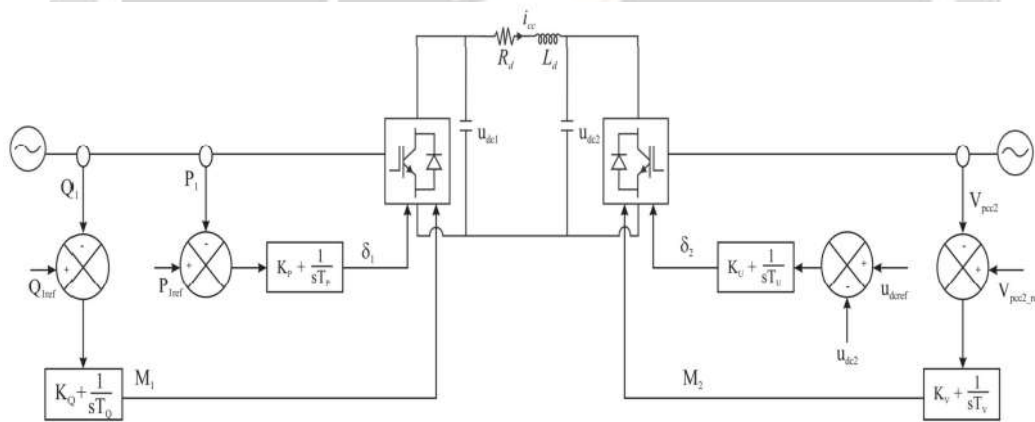 i_cc
R_d
L_d
u_dc1
u_dc2
Q_1
P_1
V_pcc2
-
-
-
+
+
+
+
-
Q_1ref
P_1ref
K_P + 1/sT_P
δ_1
δ_2
K_U + 1/sT_U
u_dcref
V_pcc2_r
u_dc2
K_Q + 1/sT_Q
M_1
M_2
K_V + 1/sT_V